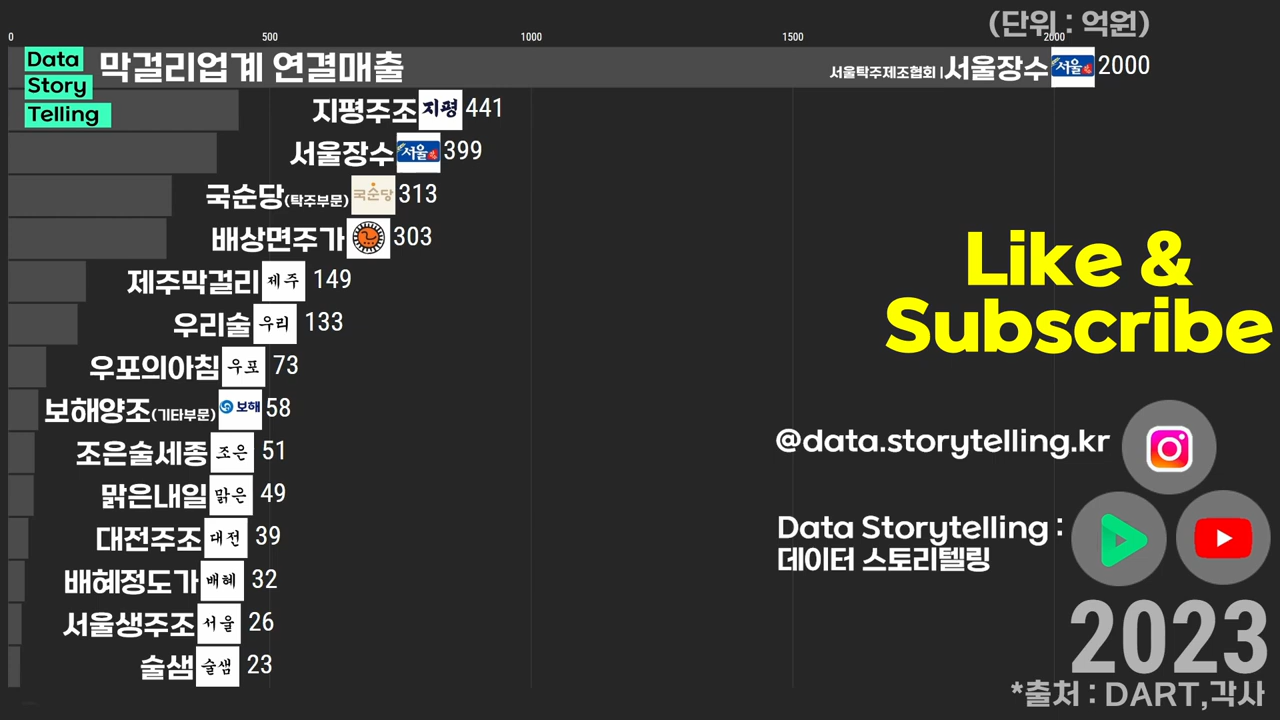 (단위 : 억원)
0 500 1000 1500 2000
Data
Story
Telling
막걸리업계 연결매출
서울탁주제조협회 |서울장수 서울 2000
지평주조 지평 441
서울장수 서울 399
국순당(탁주부문) 국순당 313
배상면주가 303
제주막걸리 제주 149
우리술 우리 133
우포의아침 우포 73
보해양조(기타부문) 보해 58
조은술세종 조은 51
맑은내일 맑은 49
대전주조 대전 39
배혜정도가 배혜 32
서울생주조 서울 26
술샘 술샘 23
Like &
Subscribe
@data.storytelling.kr
Data Storytelling :
데이터 스토리텔링
2023
*출처 : DART,각사